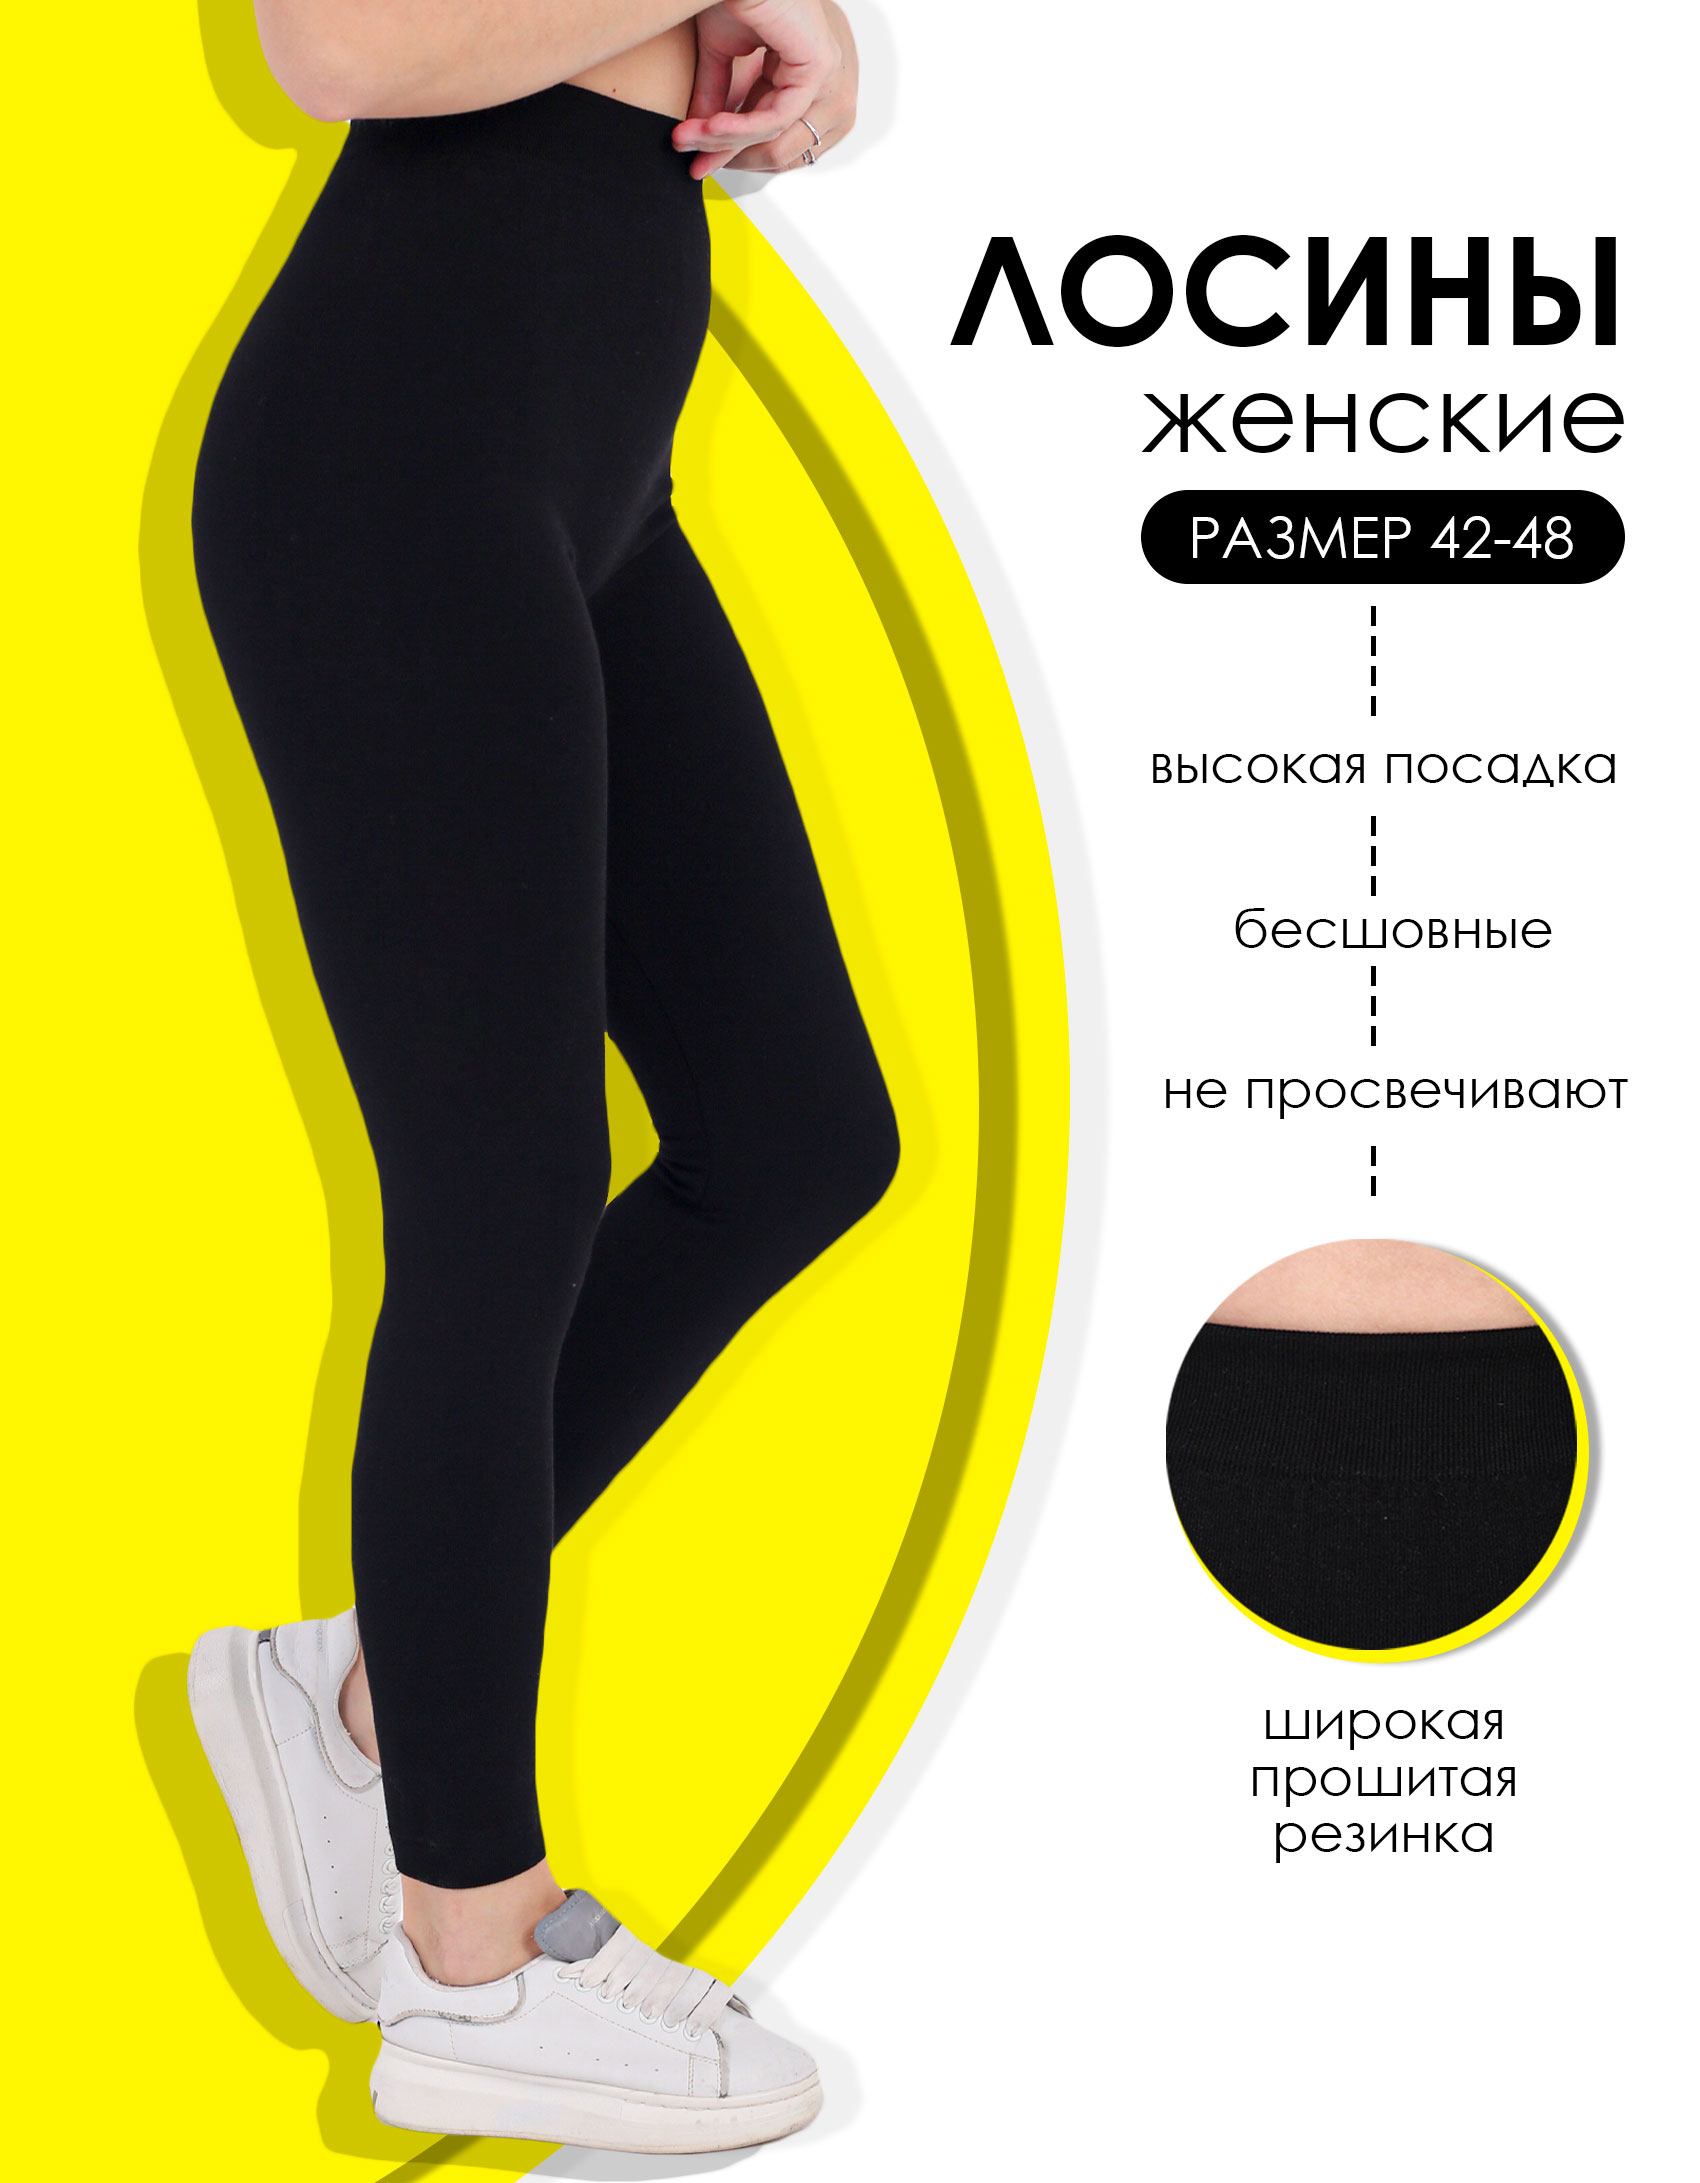 ЛОСИНЫ
женские
РАЗМЕР 42-48
высокая посадка
бесшовные
не просвечивают
широкая
прошитая
резинка